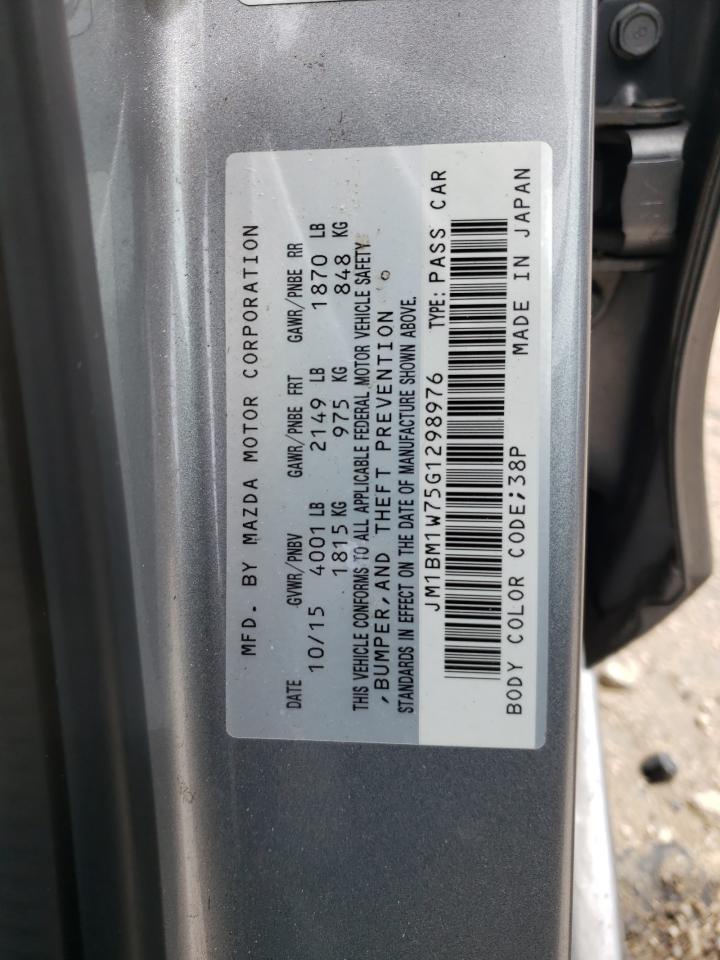 MFD. BY MAZDA MOTOR CORPORATION
DATE GVWR/PNBV GAWR/PNBE FRT GAWR/PNBE RR
10/15 4001 LB 2149 LB 1870 LB
1815 KG 975 KG 848 KG
THIS VEHICLE CONFORMS TO ALL APPLICABLE FEDERAL MOTOR VEHICLE SAFETY
,BUMPER,AND THEFT PREVENTION
STANDARDS IN EFFECT ON THE DATE OF MANUFACTURE SHOWN ABOVE.
JM1BM1W75G1298976 TYPE: PASS CAR
BODY COLOR CODE;38P MADE IN JAPAN
8